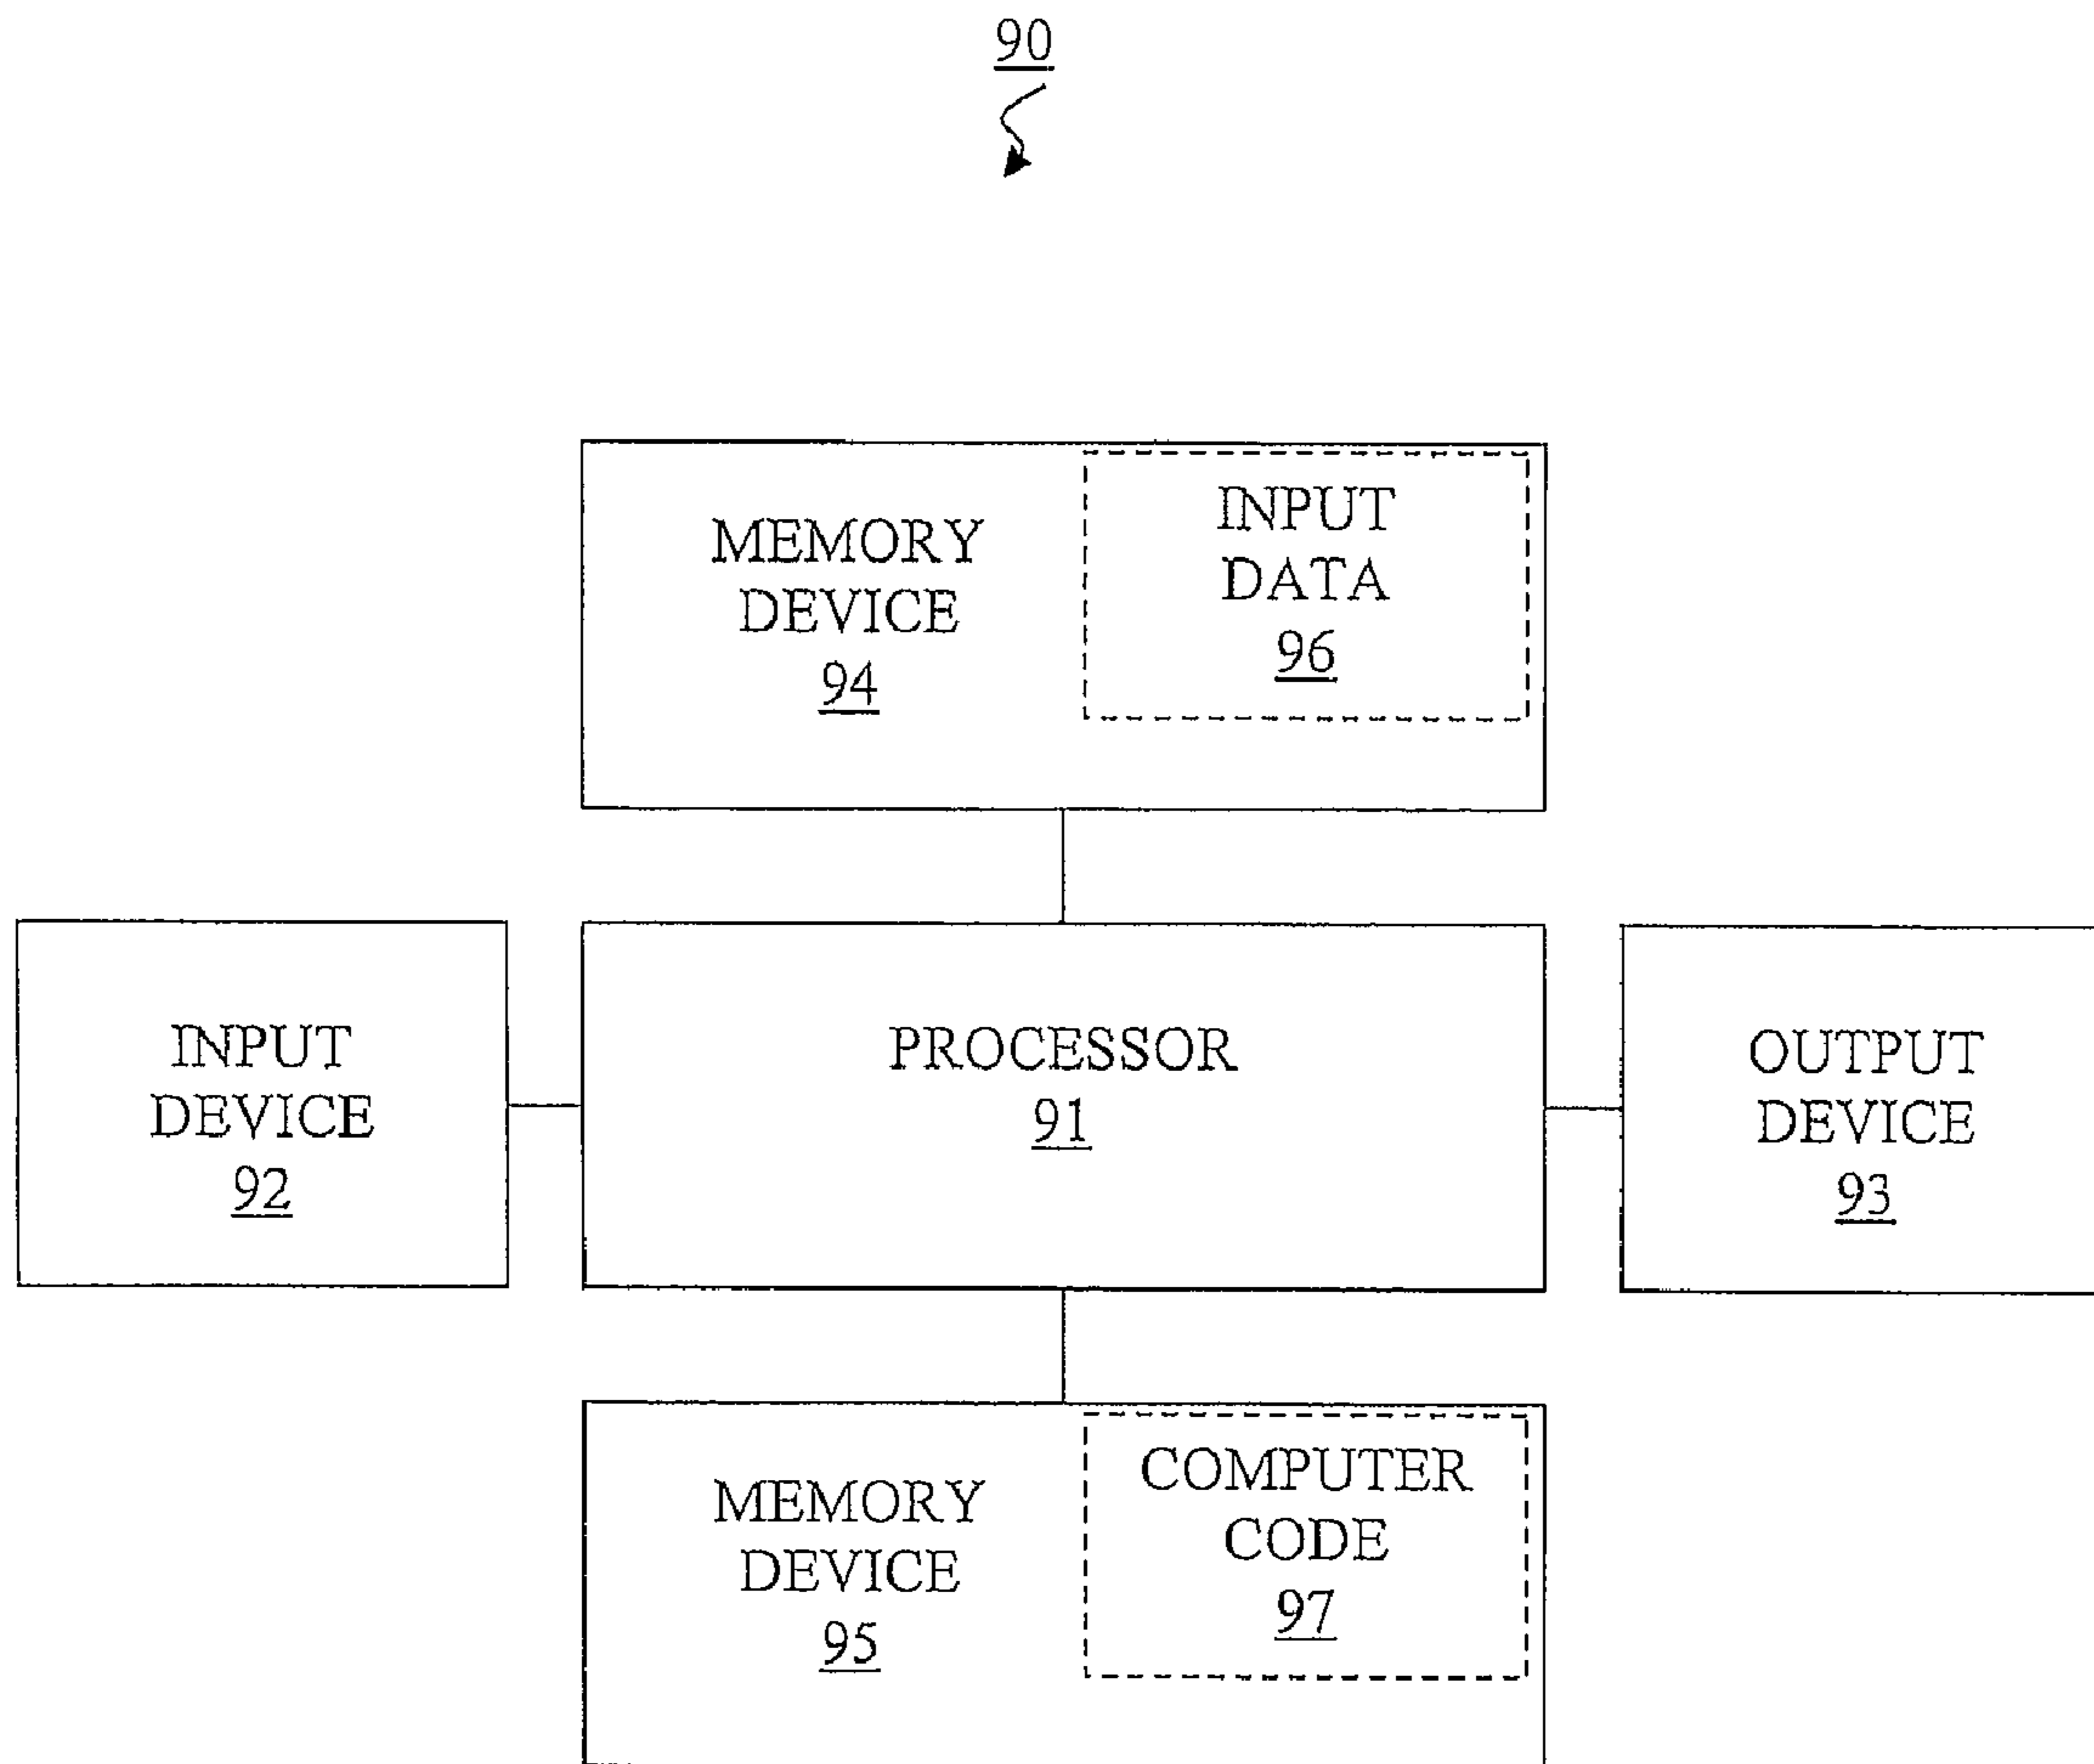 90
MEMORY
DEVICE
94
INPUT
DATA
96
INPUT
DEVICE
92
PROCESSOR
91
OUTPUT
DEVICE
93
MEMORY
DEVICE
95
COMPUTER
CODE
97